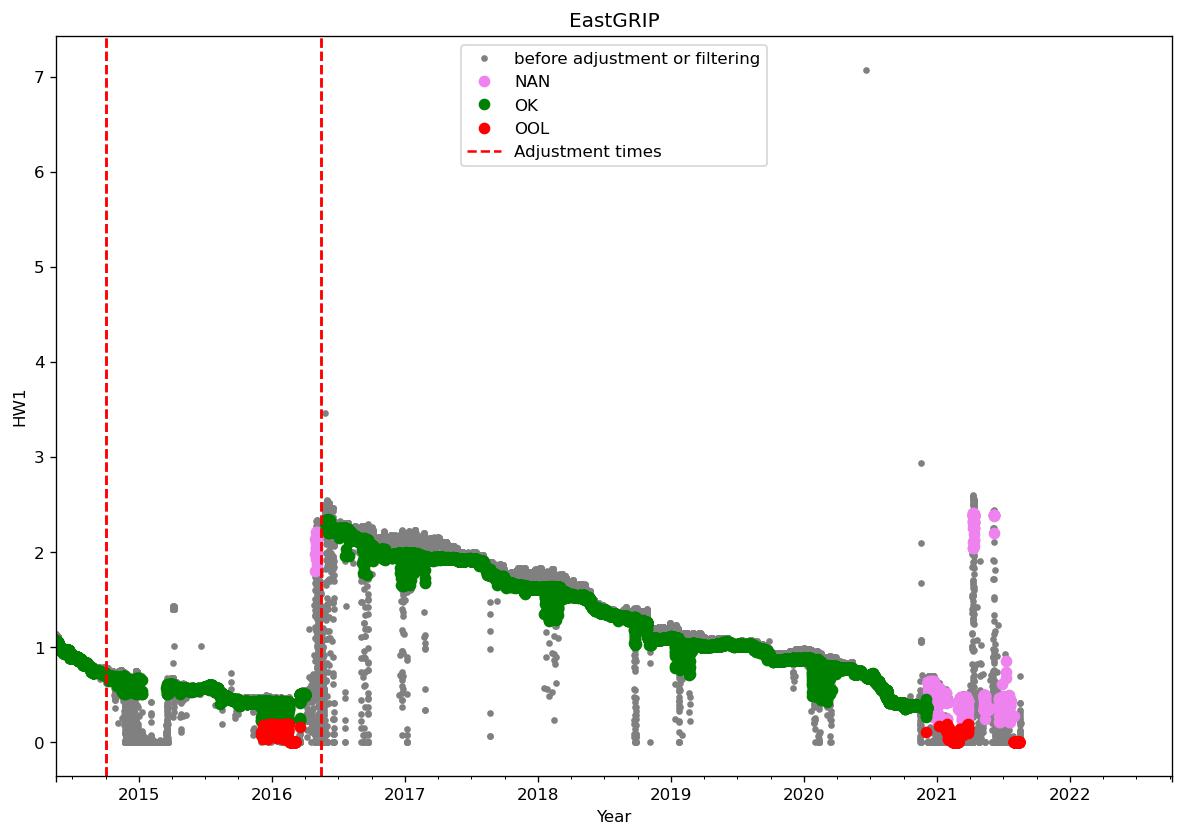 EastGRIP
before adjustment or filtering
NAN
OK
OOL
Adjustment times
7
6
5
4
3
2
1
0
HW1
2015 2016 2017 2018 2019 2020 2021 2022
Year